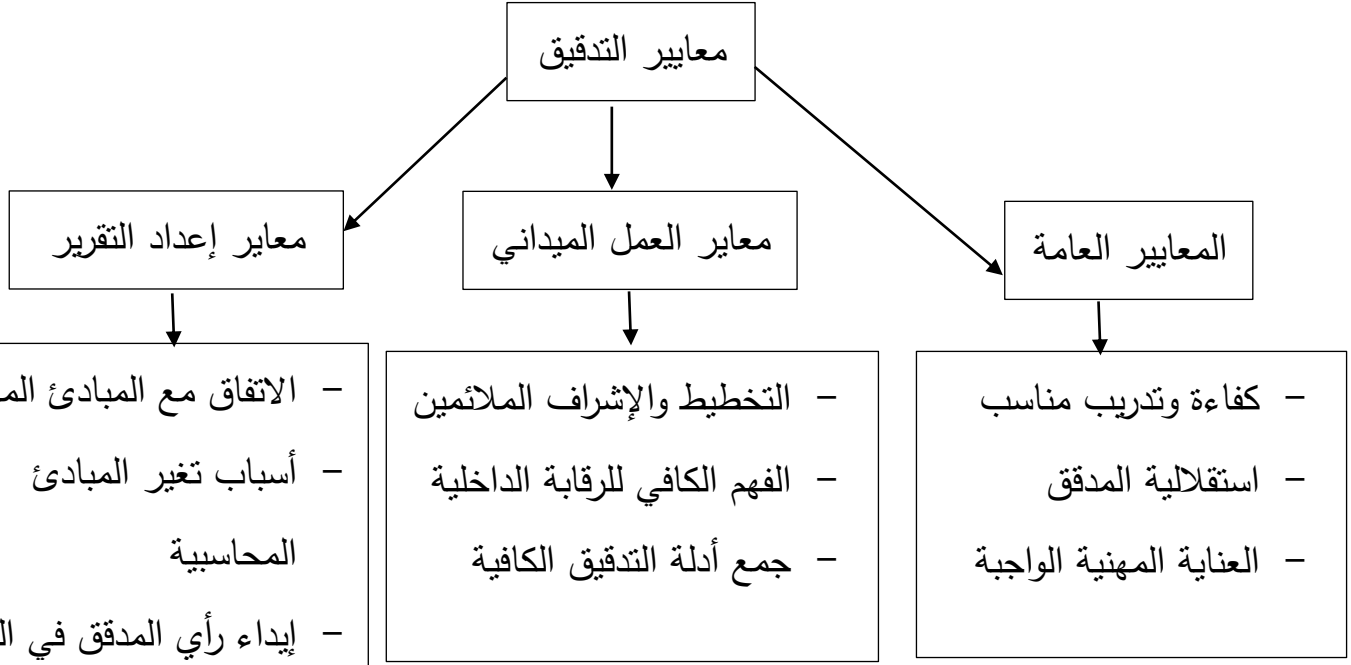 معايير التدقيق
المعايير العامة
معاير العمل الميداني
معاير إعداد التقرير
- كفاءة وتدريب مناسب
- استقلالية المدقق
- العناية المهنية الواجبة
- التخطيط والإشراف الملائمين
- الفهم الكافي للرقابة الداخلية
- جمع أدلة التدقيق الكافية
- الاتفاق مع المبادئ
- أسباب تغير المبادئ
المحاسبية
- إيداء رأي المدقق في